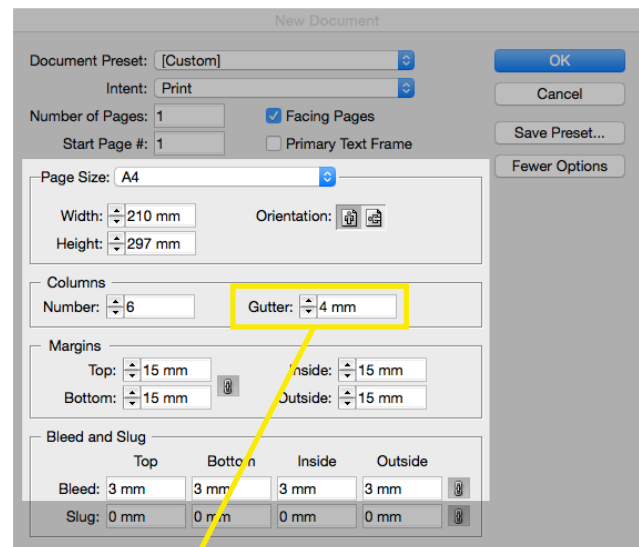 New Document
Document Preset: [Custom] OK
Intent: Print Cancel
Number of Pages: 1 Facing Pages Save Preset...
Start Page #: 1 Primary Text Frame
Fewer Options
Page Size: A4
Width: 210 mm Orientation:
Height: 297 mm
Columns
Number: 6 Gutter: 4 mm
Margins
Top: 15 mm Inside: 15 mm
Bottom: 15 mm Outside: 15 mm
Bleed and Slug
Top Bottom Inside Outside
Bleed: 3 mm 3 mm 3 mm 3 mm
Slug: 0 mm 0 mm 0 mm 0 mm